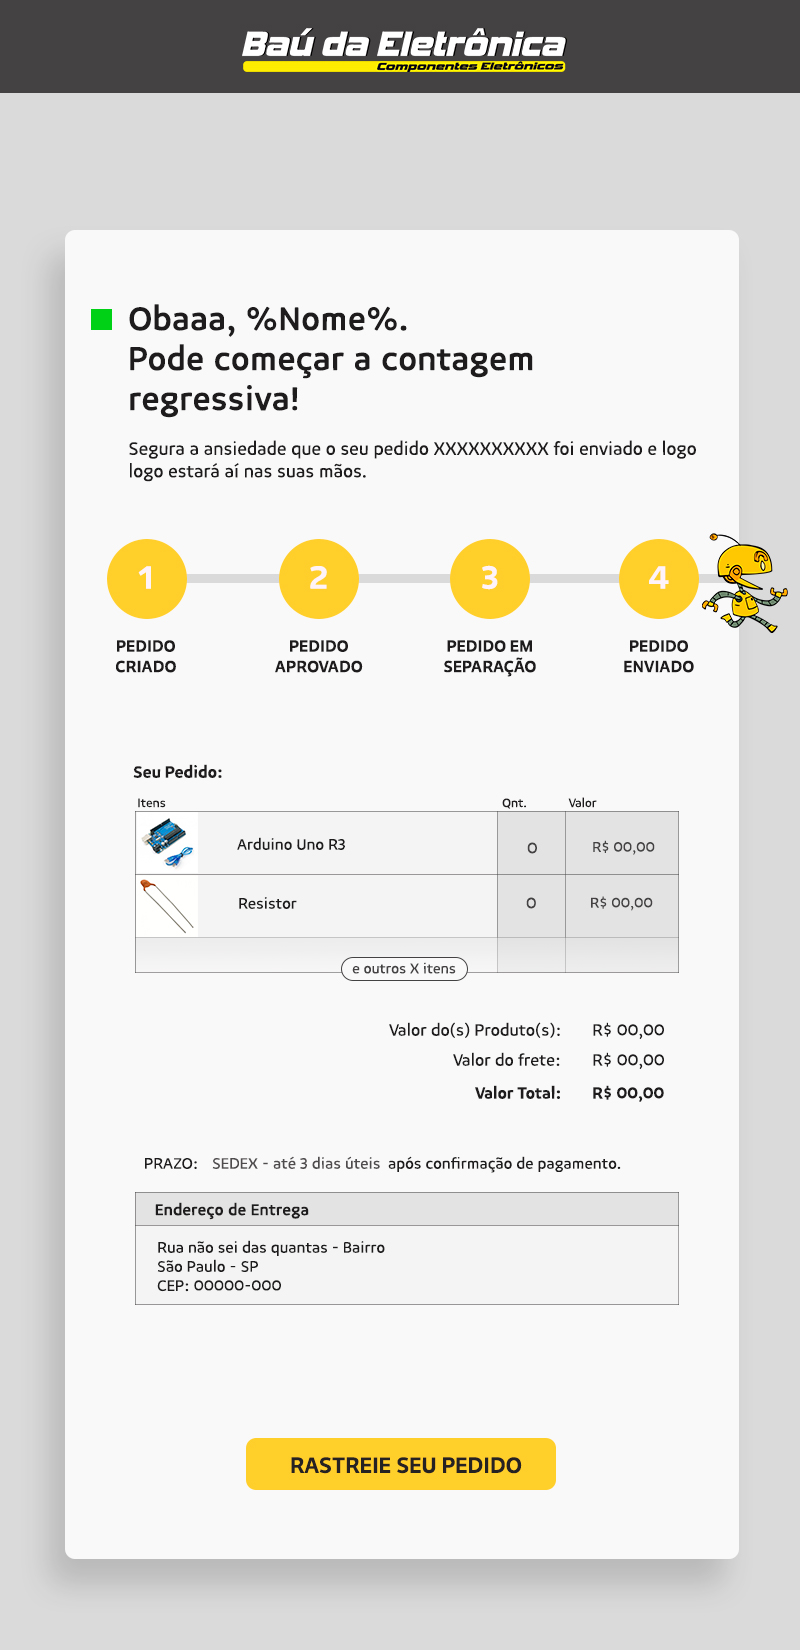 Baú da Eletrônica
Componentes Eletrônicos
Obaaa, %Nome%.
Pode começar a contagem
regressiva!
Segura a ansiedade que o seu pedido XXXXXXXXXX foi enviado e logo
logo estará aí nas suas mãos.
1 2 3 4
PEDIDO PEDIDO PEDIDO EM PEDIDO
CRIADO APROVADO SEPARAÇÃO ENVIADO
Seu Pedido:
Itens Qnt. Valor
Arduino Uno R3 0 R$ 00,00
Resistor 0 R$ 00,00
e outros X itens
Valor do(s) Produto(s): R$ 00,00
Valor do frete: R$ 00,00
Valor Total: R$ 00,00
PRAZO: SEDEX - até 3 dias úteis após confirmação de pagamento.
Endereço de Entrega
Rua não sei das quantas - Bairro
São Paulo - SP
CEP: 00000-000
RASTREIE SEU PEDIDO